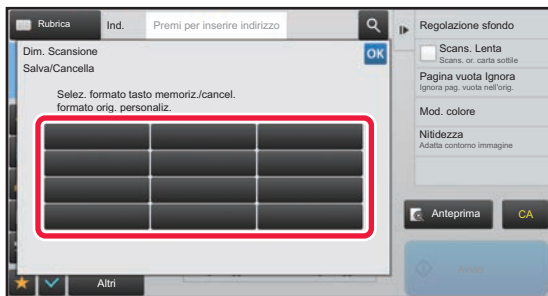 Rubrica
Ind.
Premi per inserire indirizzo
Dim. Scansione
OK
Salva/Cancella
Selez. formato tasto memoriz./cancel.
formato orig. personaliz.
Altri
Regolazione sfondo
Scans. Lenta
Scans. or. carta sottile
Pagina vuota Ignora
Ignora pag. vuota nell'orig.
Mod. colore
Nitidezza
Adatta contorno immagine
Anteprima
CA